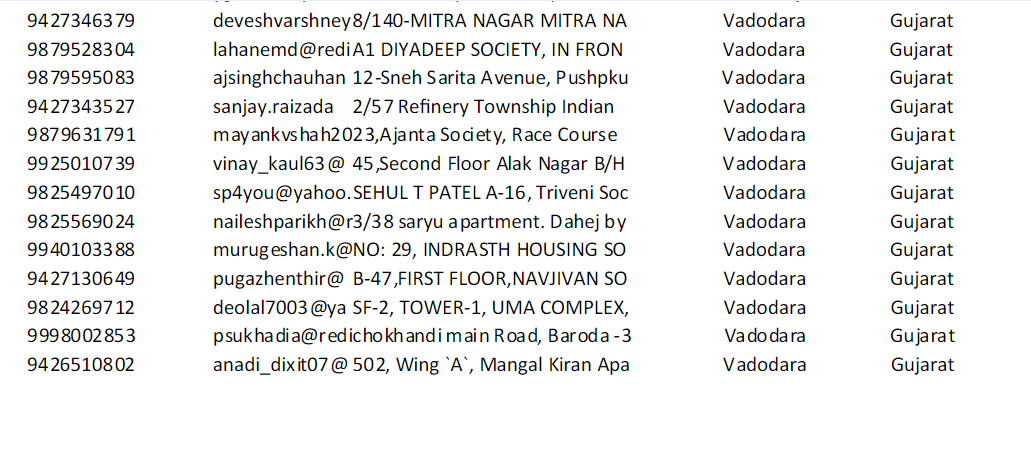 9427346379 deveshvarshney8/140-MITRA NAGAR MITRA NA Vadodara Gujarat
9879528304 lahanemd@rediA1 DIYADEEP SOCIETY, IN FRON Vadodara Gujarat
9879595083 ajsinghchauhan 12-Sneh Sarita Avenue, Pushpku Vadodara Gujarat
9427343527 sanjay.raizada 2/57 Refinery Township Indian Vadodara Gujarat
9879631791 mayankvshah2023,Ajanta Society, Race Course Vadodara Gujarat
9925010739 vinay_kaul63@ 45,Second Floor Alak Nagar B/H Vadodara Gujarat
9825497010 sp4you@yahoo.SEHUL T PATEL A-16, Triveni Soc Vadodara Gujarat
9825569024 naileshparikh@r3/38 saryu apartment. Dahej by Vadodara Gujarat
9940103388 murugeshan.k@NO: 29, INDRASTH HOUSING SO Vadodara Gujarat
9427130649 pugazhenthir@ B-47,FIRST FLOOR,NAVJIVAN SO Vadodara Gujarat
9824269712 deolal7003@ya SF-2, TOWER-1, UMA COMPLEX, Vadodara Gujarat
9998002853 psukhadia@redichokhandi main Road, Baroda -3 Vadodara Gujarat
9426510802 anadi_dixit07@ 502, Wing `A`, Mangal Kiran Apa Vadodara Gujarat